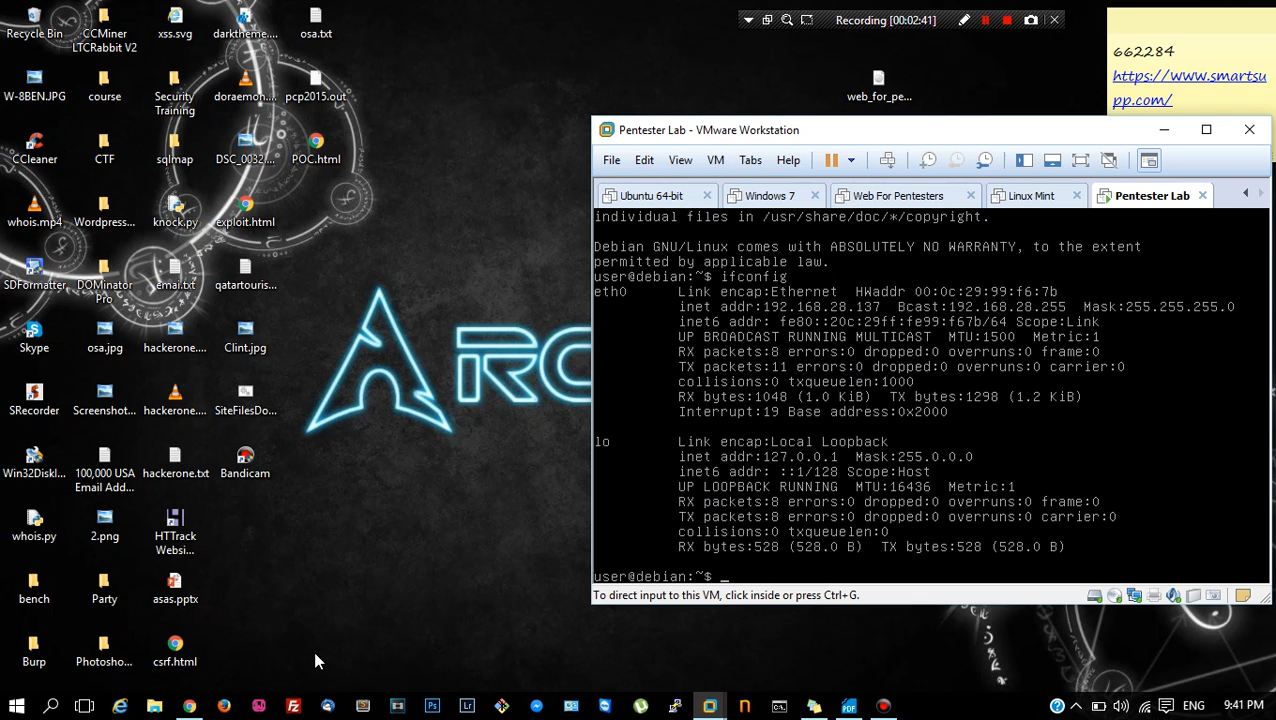 Recycle Bin
CCMiner
LTCRabbit V2
xss.svg
darktheme....
osa.txt
W-8BEN.JPG
course
Security
Training
doraemon....
pcp2015.out
CCleaner
CTF
sqlmap
DSC_0032....
POC.html
whois.mp4
Wordpress...
knock.py
exploit.html
SDFormatter
DOMinator
Pro
emai.txt
qatartouris...
Skype
osa.jpg
hackerone....
Clint.jpg
SRecorder
Screenshot...
hackerone....
SiteFilesDo...
Win32Diskl...
100,000 USA
Email Add...
hackerone.txt
Bandicam
whois.py
2.png
HTTrack
Websi...
bench
Party
asas.pptx
Burp
Photosho...
csrf.html
Recording [00:02:41]
web_for_pe...
662284
https://www.smartsu
pp.com/
Pentester Lab - VMware Workstation
File Edit View VM Tabs Help
Ubuntu 64-bit Windows 7 Web For Pentesters Linux Mint Pentester Lab
individual files in /usr/share/doc/*/copyright.
Debian GNU/Linux comes with ABSOLUTELY NO WARRANTY, to the extent
permitted by applicable law.
user@debian:~$ ifconfig
eth0 Link encap:Ethernet HWaddr 00:0c:29:99:f6:7b
inet addr:192.168.28.137 Bcast:192.168.28.255 Mask:255.255.255.0
inet6 addr: fe80::20c:29ff:fe99:f67b/64 Scope:Link
UP BROADCAST RUNNING MULTICAST MTU:1500 Metric:1
RX packets:8 errors:0 dropped:0 overruns:0 frame:0
TX packets:11 errors:0 dropped:0 overruns:0 carrier:0
collisions:0 txqueuelen:1000
RX bytes:1048 (1.0 KiB) TX bytes:1298 (1.2 KiB)
Interrupt:19 Base address:0x2000
lo Link encap:Local Loopback
inet addr:127.0.0.1 Mask:255.0.0.0
inet6 addr: ::1/128 Scope:Host
UP LOOPBACK RUNNING MTU:16436 Metric:1
RX packets:8 errors:0 dropped:0 overruns:0 frame:0
TX packets:8 errors:0 dropped:0 overruns:0 carrier:0
collisions:0 txqueuelen:0
RX bytes:528 (528.0 B) TX bytes:528 (528.0 B)
user@debian:~$ _
To direct input to this VM, click inside or press Ctrl+G.
ENG 9:41 PM